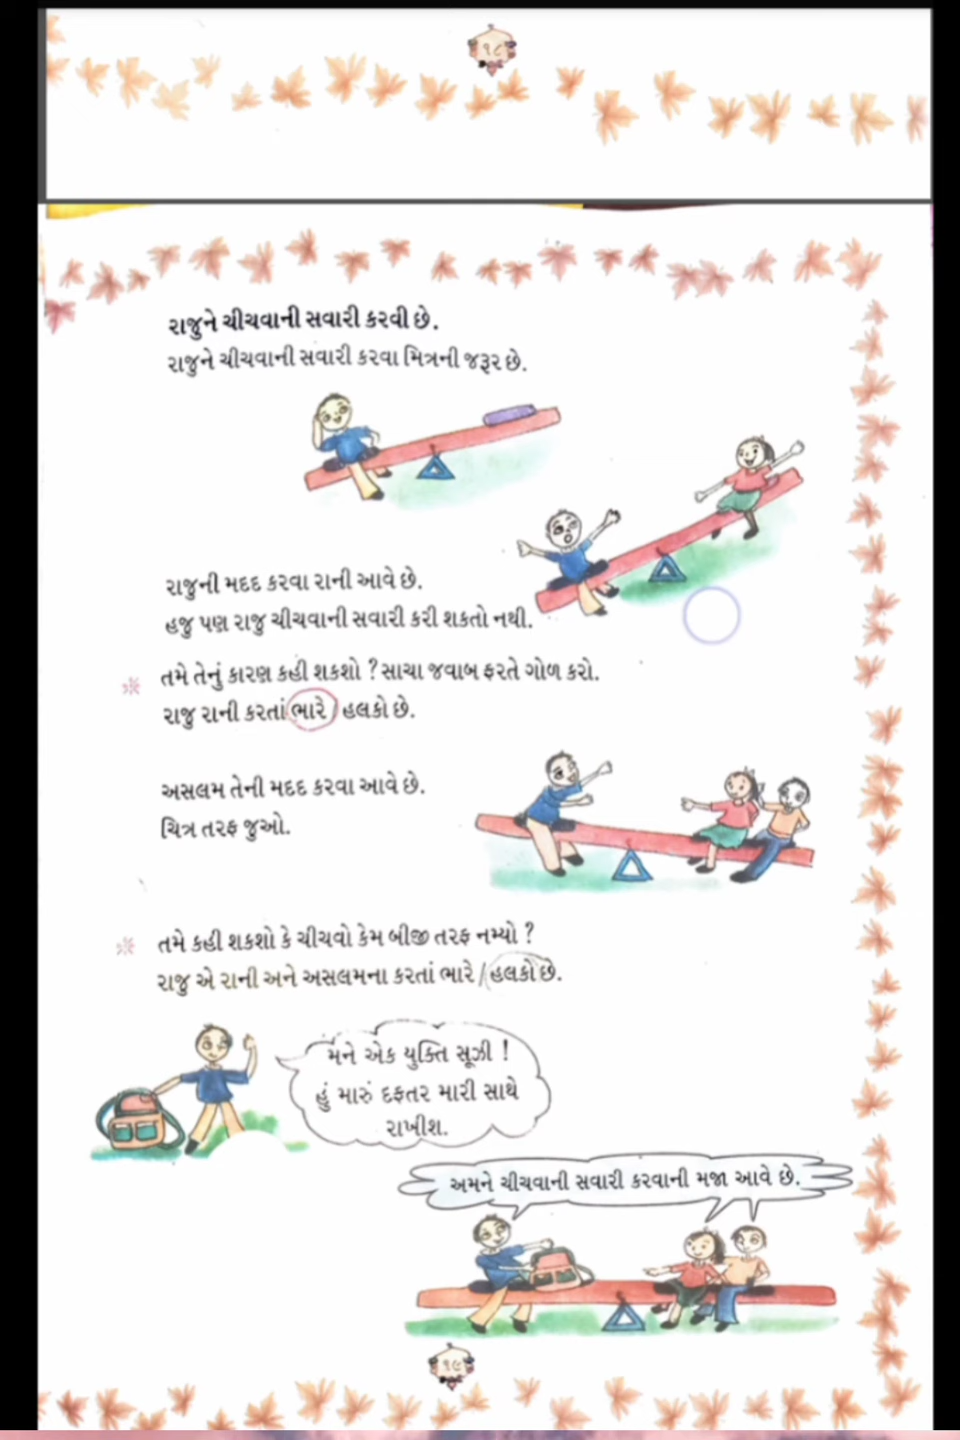 ૧૮
રાજુને ચીચવાની સવારી કરવી છે.
રાજુને ચીચવાની સવારી કરવા મિત્રની જરૂર છે.
રાજુની મદદ કરવા રાની આવે છે.
હજુ પણ રાજુ ચીચવાની સવારી કરી શકતો નથી.
તમે તેનું કારણ કહી શકશો ? સાચા જવાબ ફરતે ગોળ કરો.
રાજુ રાની કરતાં ભારે / હલકો છે.
અસલમ તેની મદદ કરવા આવે છે.
ચિત્ર તરફ જુઓ.
તમે કહી શકશો કે ચીચવો કેમ બીજી તરફ નમ્યો ?
રાજુ એ રાની અને અસલમના કરતાં ભારે / હલકો છે.
મને એક યુક્તિ સૂઝી !
હું મારું દફતર મારી સાથે
રાખીશ.
અમને ચીચવાની સવારી કરવાની મજા આવે છે.
૧૯